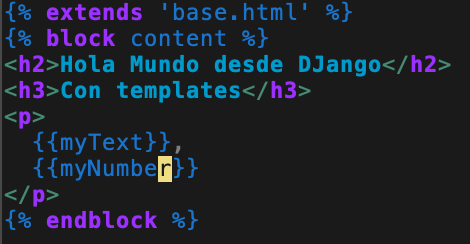 {% extends 'base.html' %}
{% block content %}
<h2>Hola Mundo desde DJango</h2>
<h3>Con templates</h3>
<p>
  {{myText}},
  {{myNumber}}
</p>
{% endblock %}